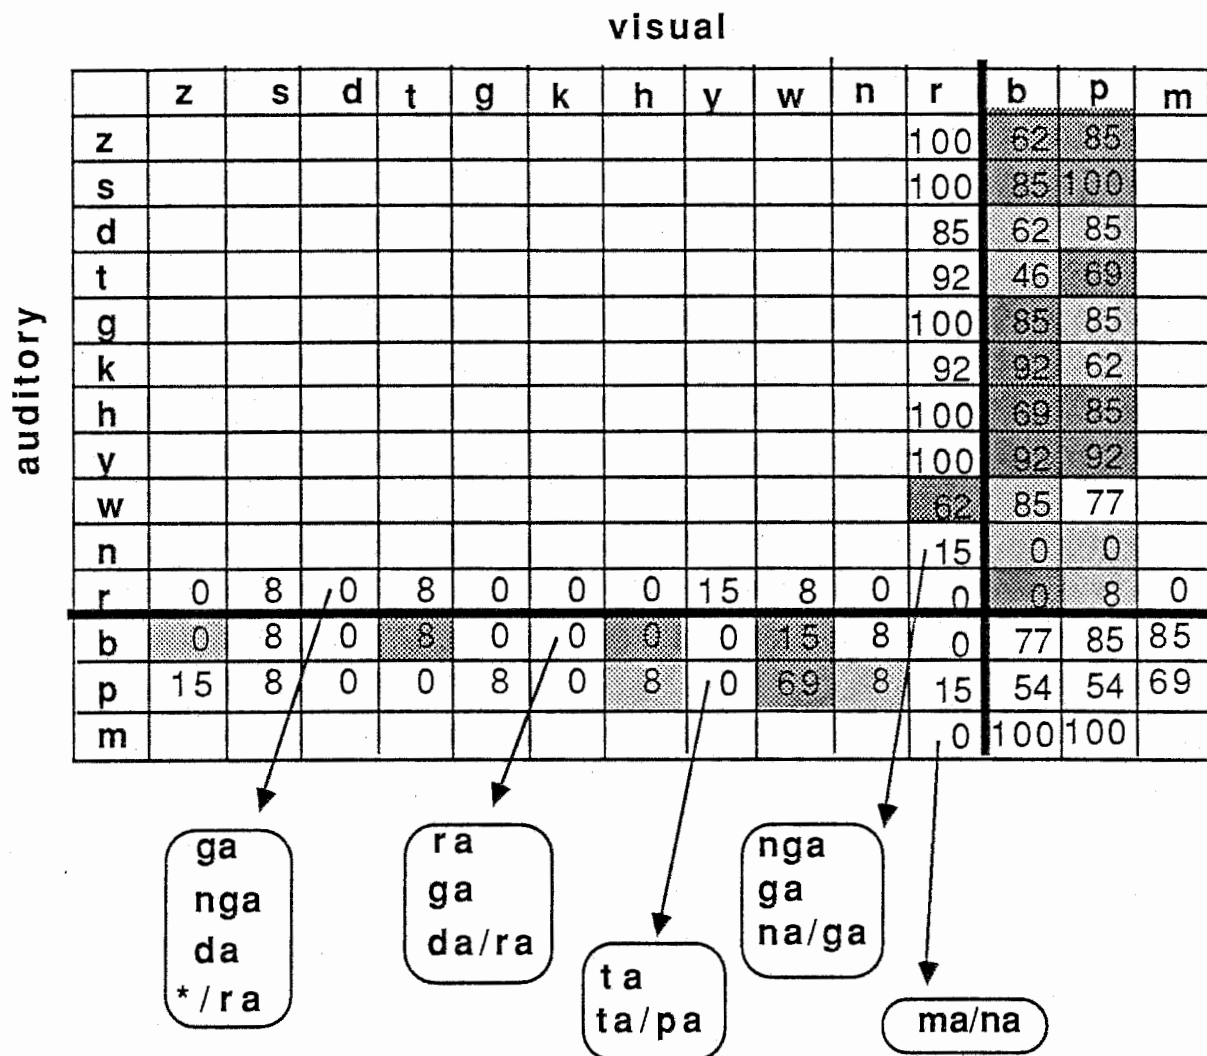 visual
z s d t g k h y w n r b p m
auditory
z 100 62 85
s 100 85 100
d 85 62 85
t 92 46 69
g 100 85 85
k 92 92 62
h 100 69 85
y 100 92 92
w 62 85 77
n 15 0 0
r 0 8 0 8 0 0 0 15 8 0 0 0 8 0
b 0 8 0 8 0 0 0 0 15 8 0 77 85 85
p 15 8 0 0 8 0 8 0 69 8 15 54 54 69
m 0 100 100
ga
nga
da
*/ra
ra
ga
da/ra
ta
ta/pa
nga
ga
na/ga
ma/na